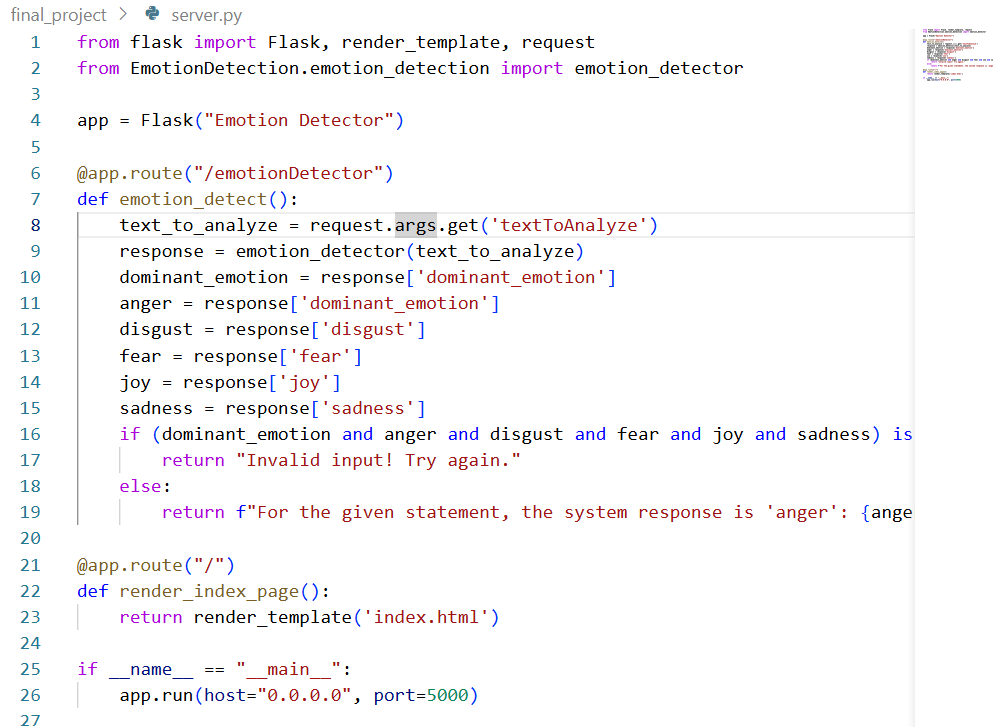 final_project > server.py
1 from flask import Flask, render_template, request
2 from EmotionDetection.emotion_detection import emotion_detector
3
4 app = Flask("Emotion Detector")
5
6 @app.route("/emotionDetector")
7 def emotion_detect():
8     text_to_analyze = request.args.get('textToAnalyze')
9     response = emotion_detector(text_to_analyze)
10     dominant_emotion = response['dominant_emotion']
11     anger = response['dominant_emotion']
12     disgust = response['disgust']
13     fear = response['fear']
14     joy = response['joy']
15     sadness = response['sadness']
16     if (dominant_emotion and anger and disgust and fear and joy and sadness) is
17         return "Invalid input! Try again."
18     else:
19         return f"For the given statement, the system response is 'anger': {ange
20
21 @app.route("/")
22 def render_index_page():
23     return render_template('index.html')
24
25 if __name__ == "__main__":
26     app.run(host="0.0.0.0", port=5000)
27